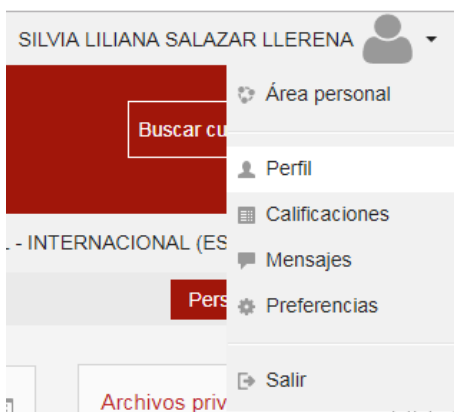 SILVIA LILIANA SALAZAR LLERENA
Área personal
Buscar cu
Perfil
Calificaciones
- INTERNACIONAL (ES
Mensajes
Pers
Preferencias
Salir
Archivos priv